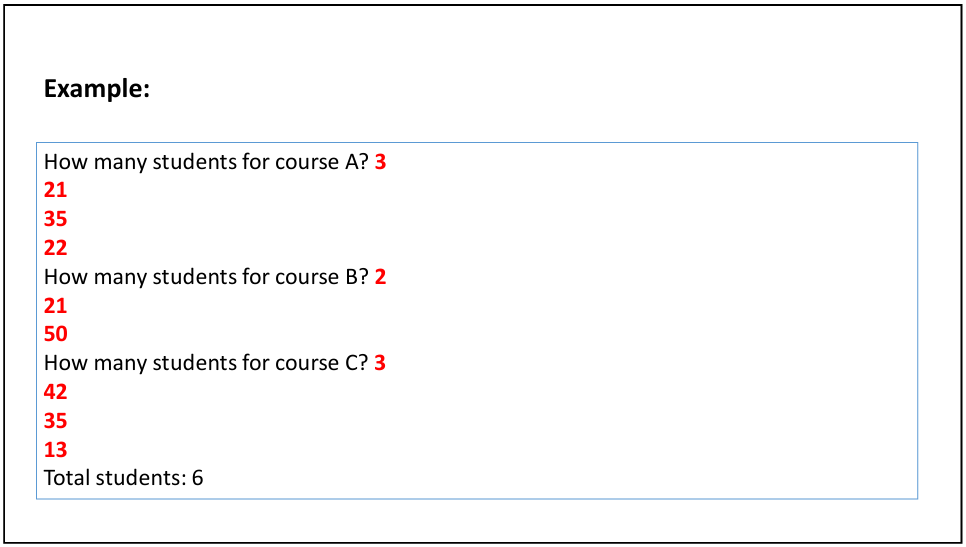 Example:
How many students for course A? 3
21
35
22
How many students for course B? 2
21
50
How many students for course C? 3
42
35
13
Total students: 6